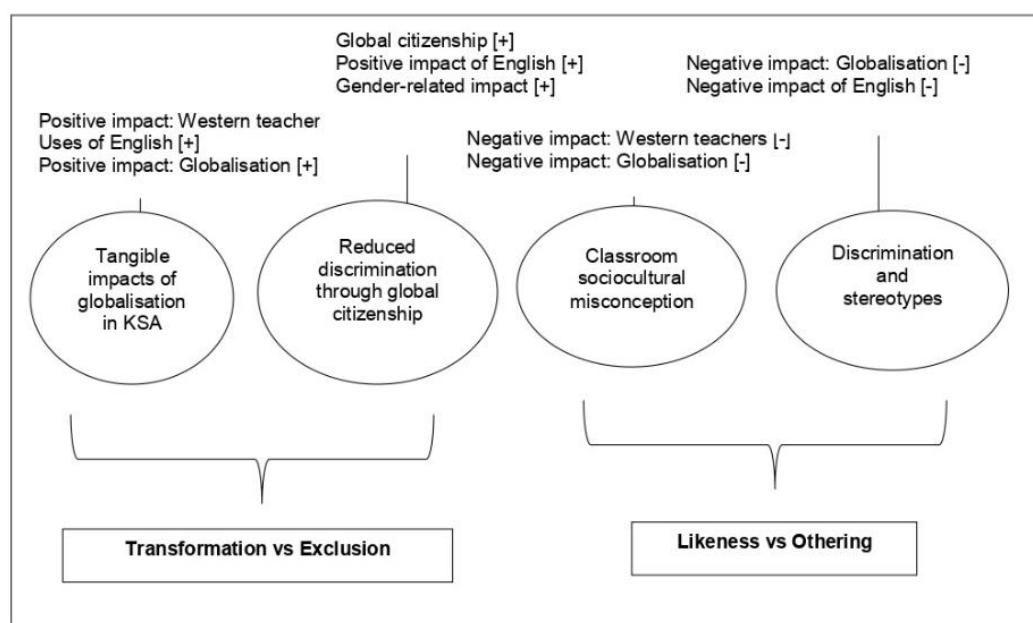 Global citizenship [+]
Positive impact of English [+]
Gender-related impact [+]
Negative impact: Globalisation [-]
Negative impact of English [-]
Positive impact: Western teacher
Uses of English [+]
Positive impact: Globalisation [+]
Negative impact: Western teachers [-]
Negative impact: Globalisation [-]
Tangible
impacts of
globalisation
in KSA
Reduced
discrimination
through global
citizenship
Classroom
sociocultural
misconception
Discrimination
and
stereotypes
Transformation vs Exclusion
Likeness vs Othering